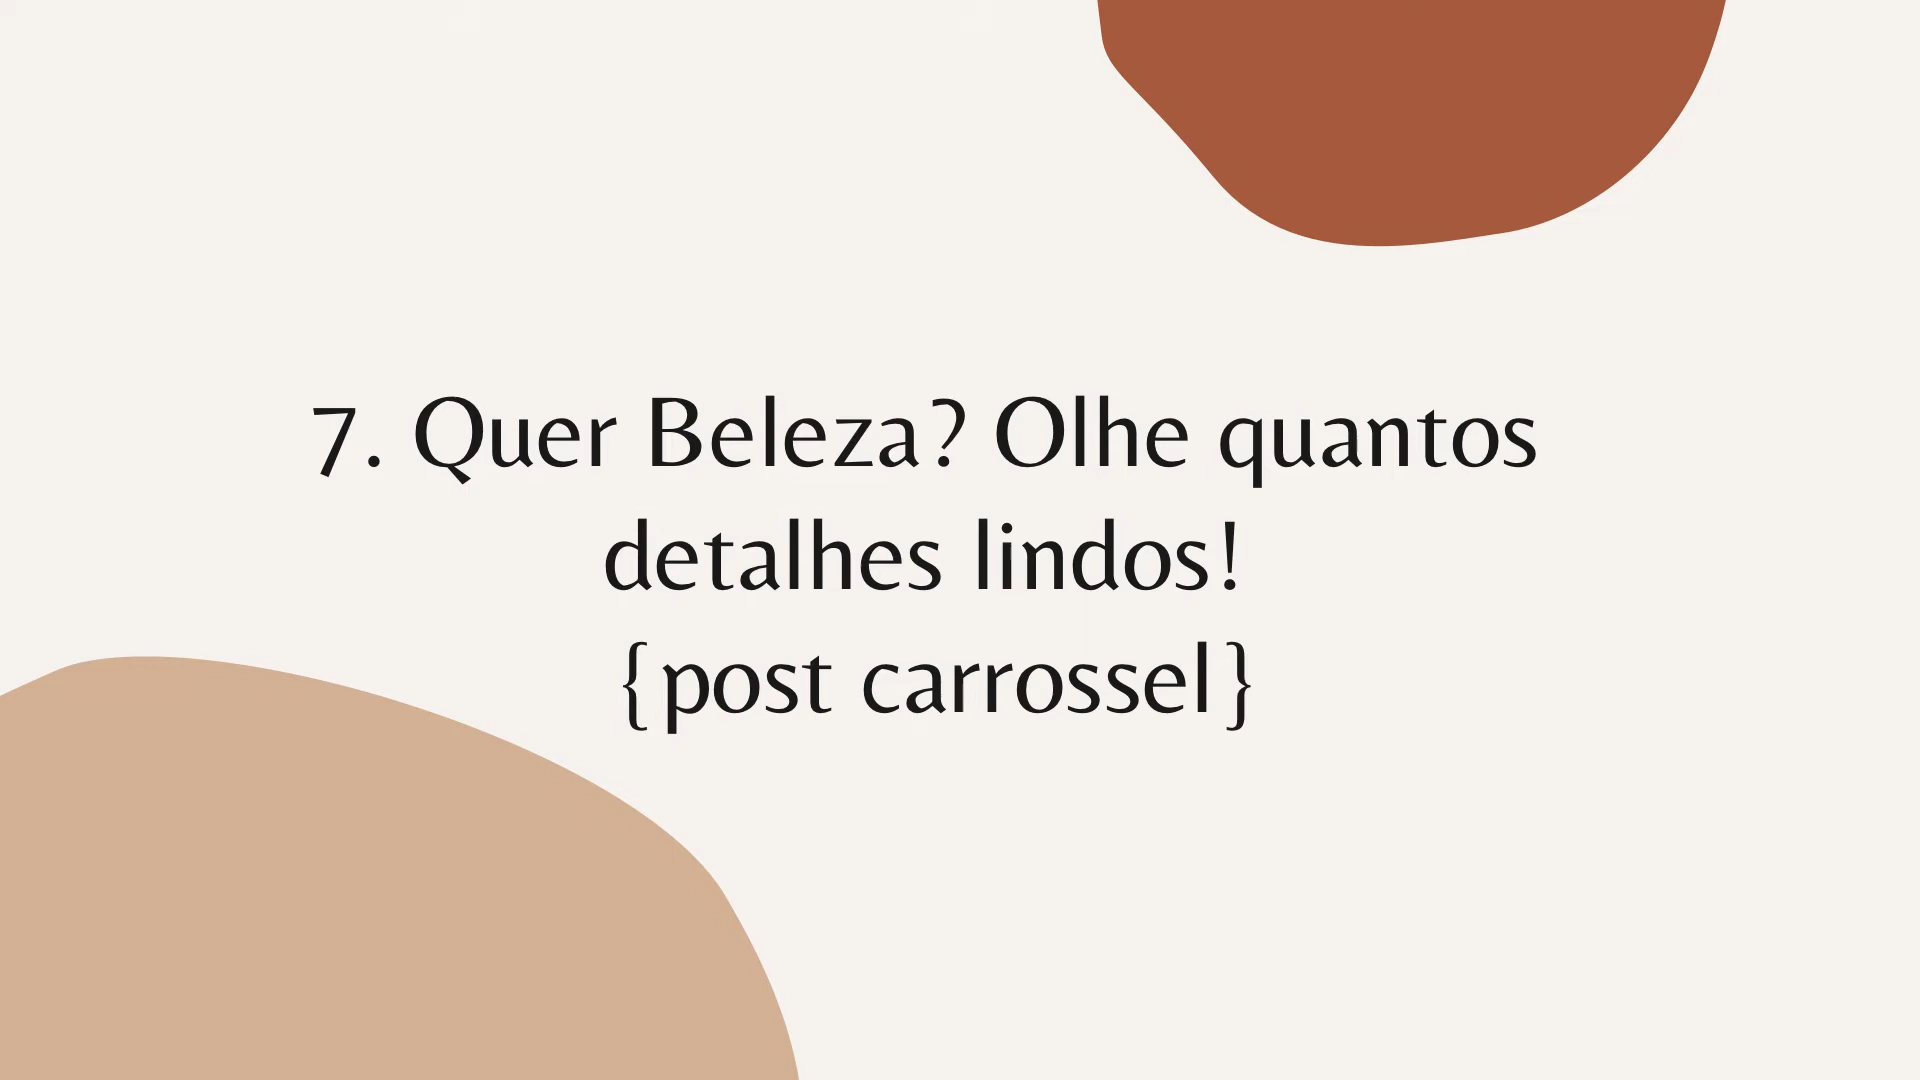 7. Quer Beleza? Olhe quantos
detalhes lindos!
{post carrossel}